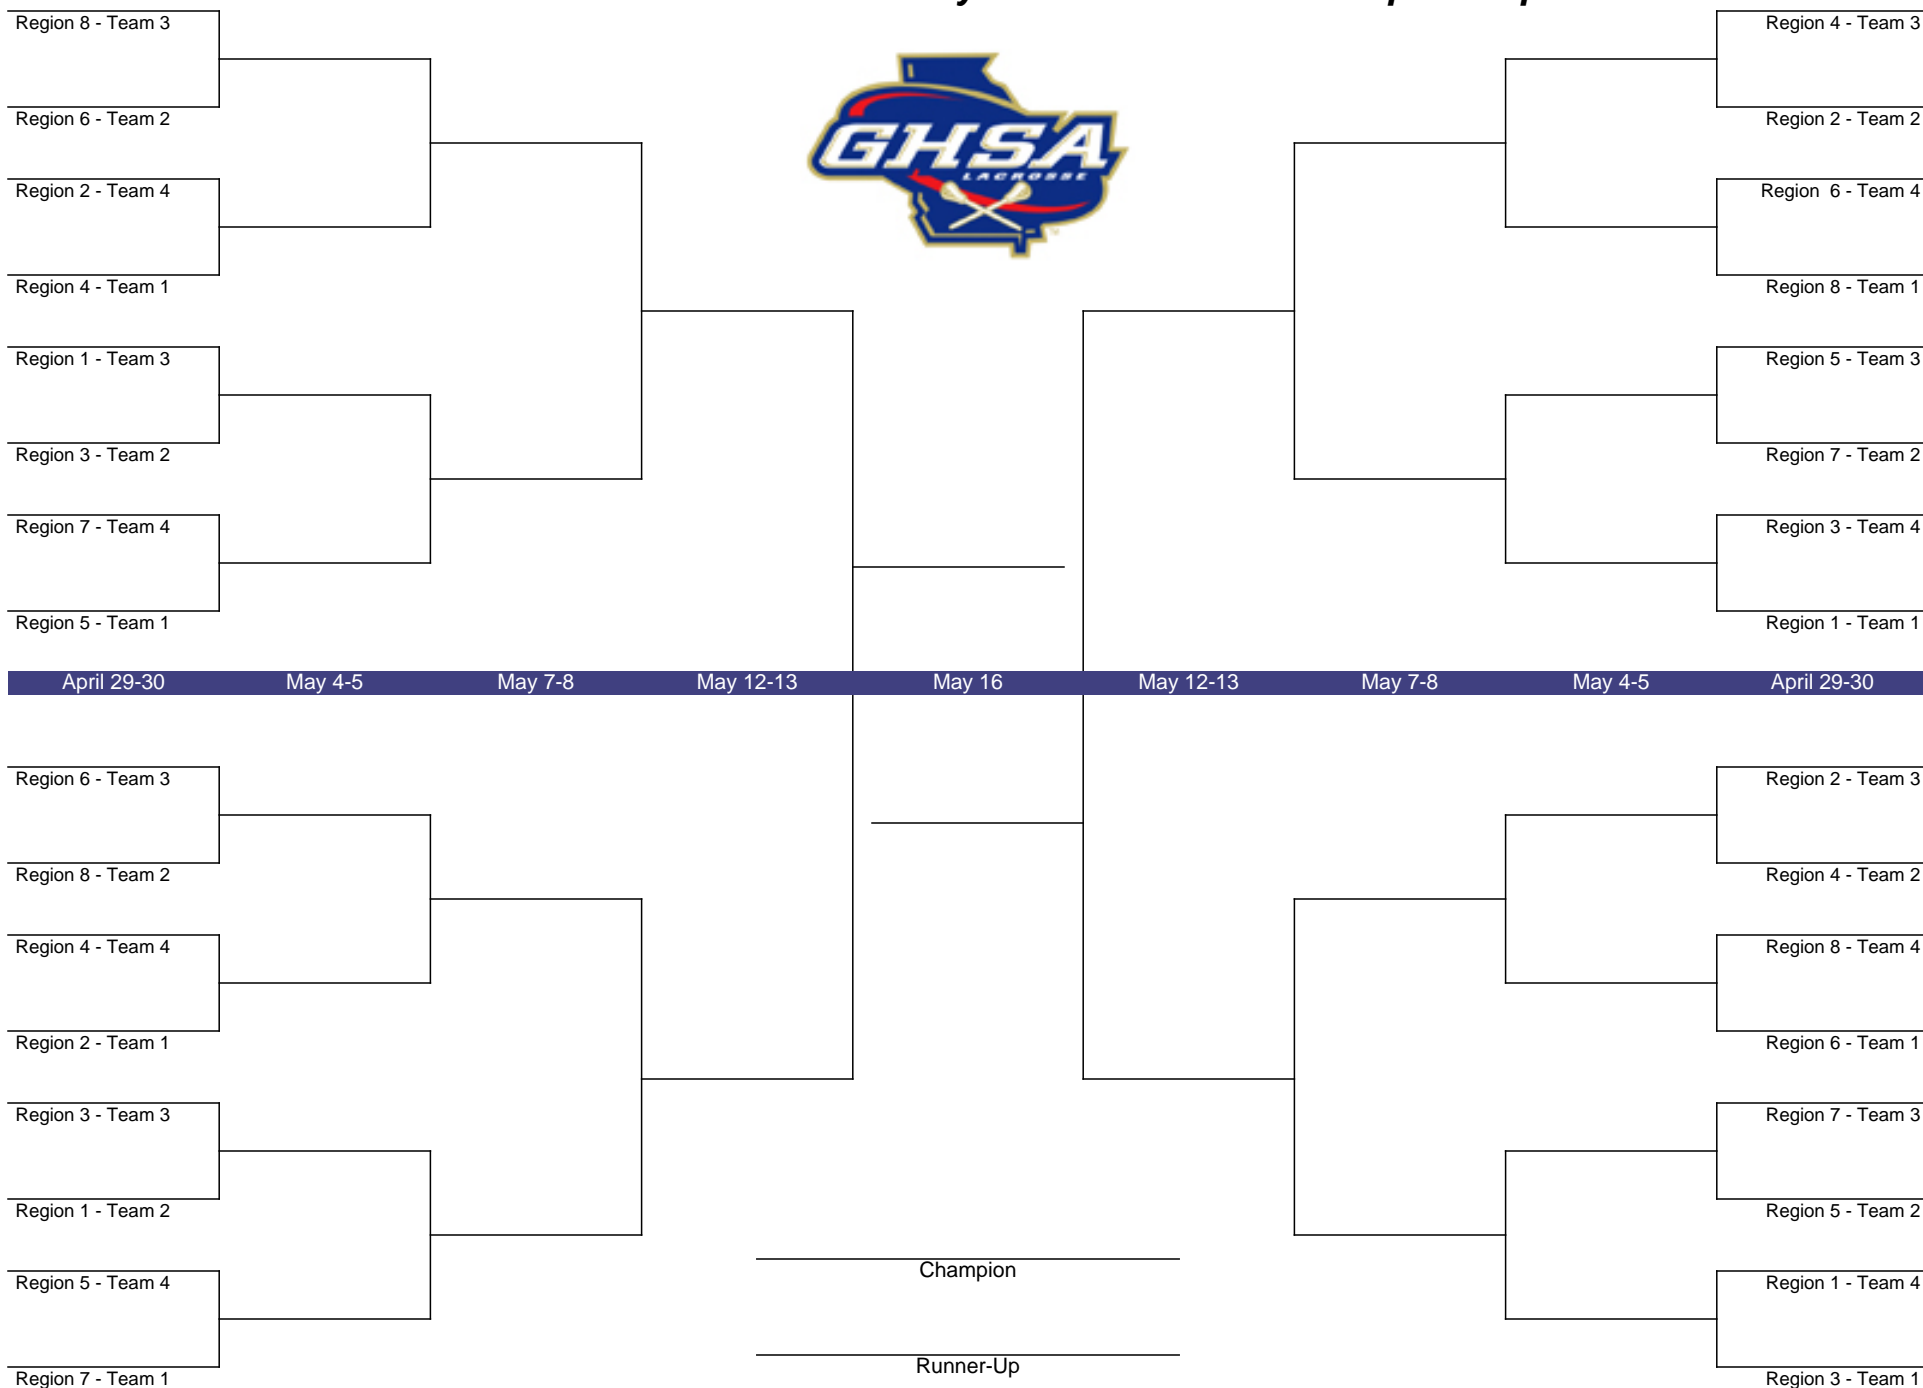 Region 8 - Team 3
Region 6 - Team 2
Region 2 - Team 4
Region 4 - Team 1
Region 1 - Team 3
Region 3 - Team 2
Region 7 - Team 4
Region 5 - Team 1
GHSA
LACROSSE
Region 4 - Team 3
Region 2 - Team 2
Region  6 - Team 4
Region 8 - Team 1
Region 5 - Team 3
Region 7 - Team 2
Region 3 - Team 4
Region 1 - Team 1
April 29-30 May 4-5 May 7-8 May 12-13 May 16 May 12-13 May 7-8 May 4-5 April 29-30
Region 6 - Team 3
Region 8 - Team 2
Region 4 - Team 4
Region 2 - Team 1
Region 3 - Team 3
Region 1 - Team 2
Region 5 - Team 4
Region 7 - Team 1
Champion
Runner-Up
Region 2 - Team 3
Region 4 - Team 2
Region 8 - Team 4
Region 6 - Team 1
Region 7 - Team 3
Region 5 - Team 2
Region 1 - Team 4
Region 3 - Team 1